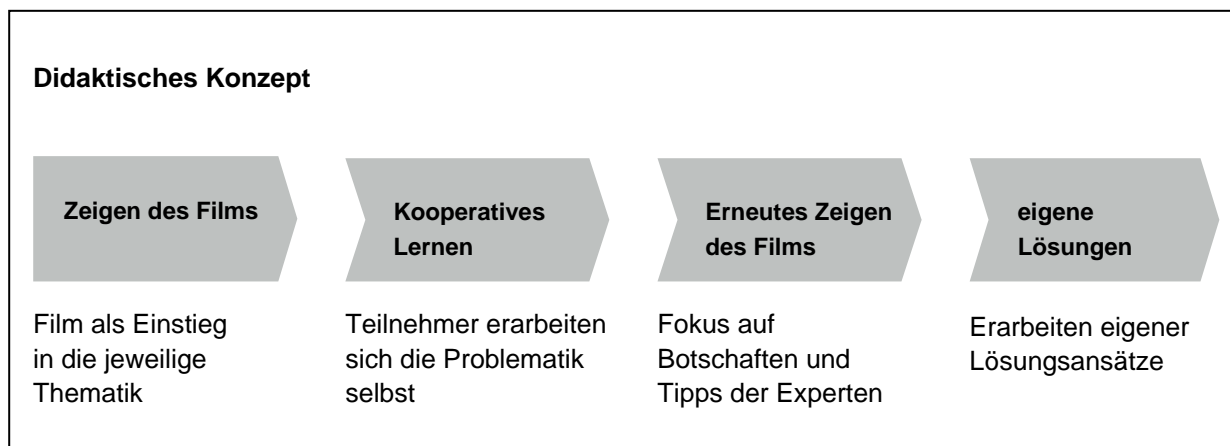 Didaktisches Konzept
Zeigen des Films
Film als Einstieg
in die jeweilige
Thematik
Kooperatives
Lernen
Teilnehmer erarbeiten
sich die Problematik
selbst
Erneutes Zeigen
des Films
Fokus auf
Botschaften und
Tipps der Experten
eigene
Lösungen
Erarbeiten eigener
Lösungsansätze